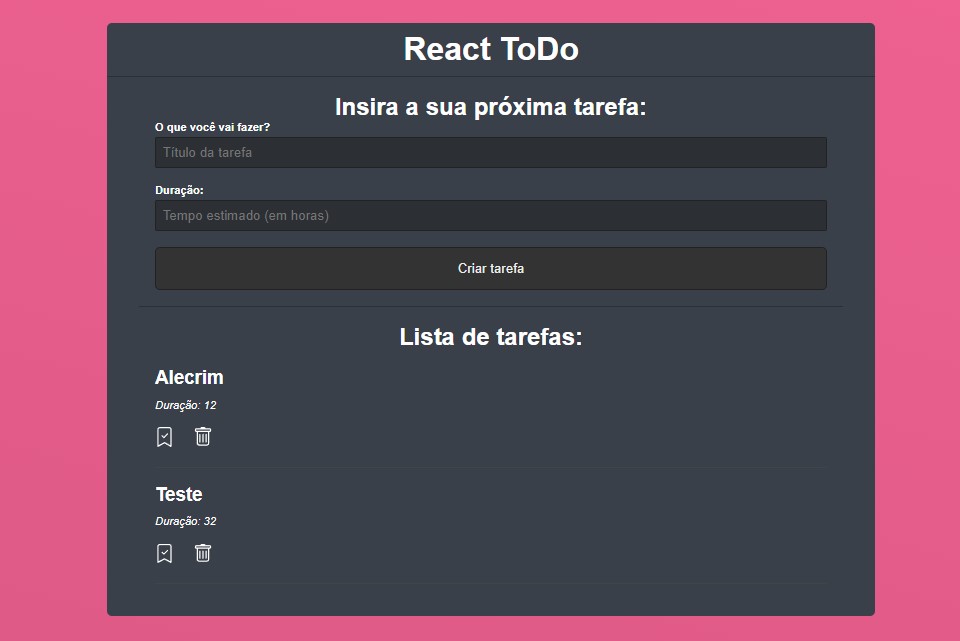 React ToDo
Insira a sua próxima tarefa:
O que você vai fazer?
Título da tarefa
Duração:
Tempo estimado (em horas)
Criar tarefa
Lista de tarefas:
Alecrim
Duração: 12
Teste
Duração: 32